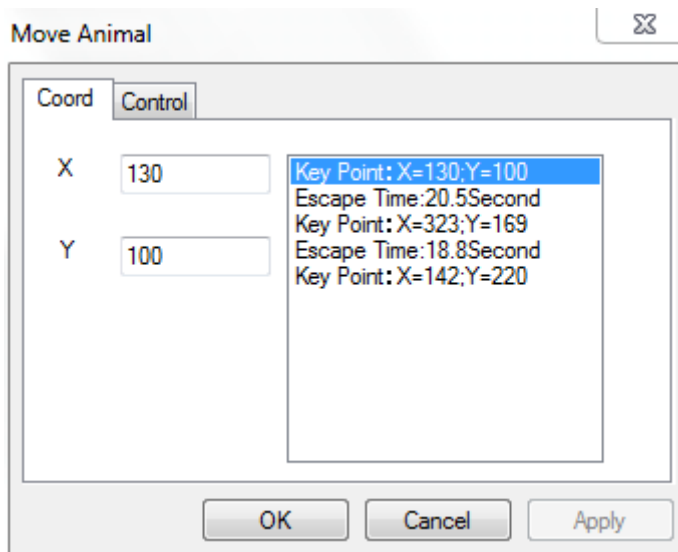 Move Animal
Coord
Control
X
130
Y
100
Key Point:X=130;Y=100
Escape Time:20.5Second
Key Point:X=323;Y=169
Escape Time:18.8Second
Key Point:X=142;Y=220
OK
Cancel
Apply